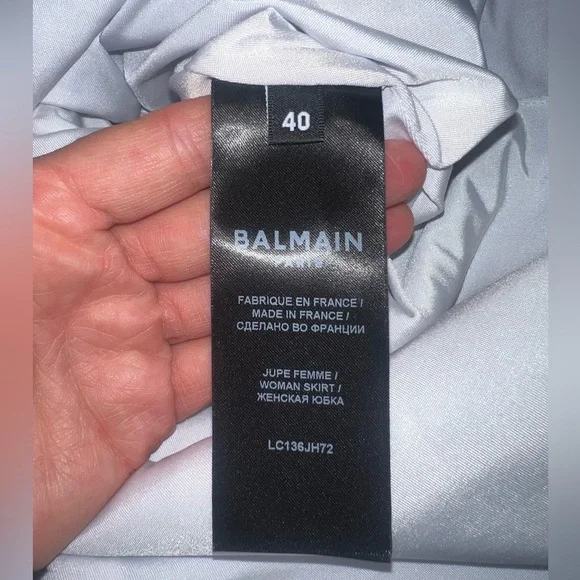 40
BALMAIN
PARIS
FABRIQUE EN FRANCE /
MADE IN FRANCE /
СДЕЛАНО ВО ФРАНЦИИ
JUPE FEMME /
WOMAN SKIRT /
ЖЕНСКАЯ ЮБКА
LC136JH72